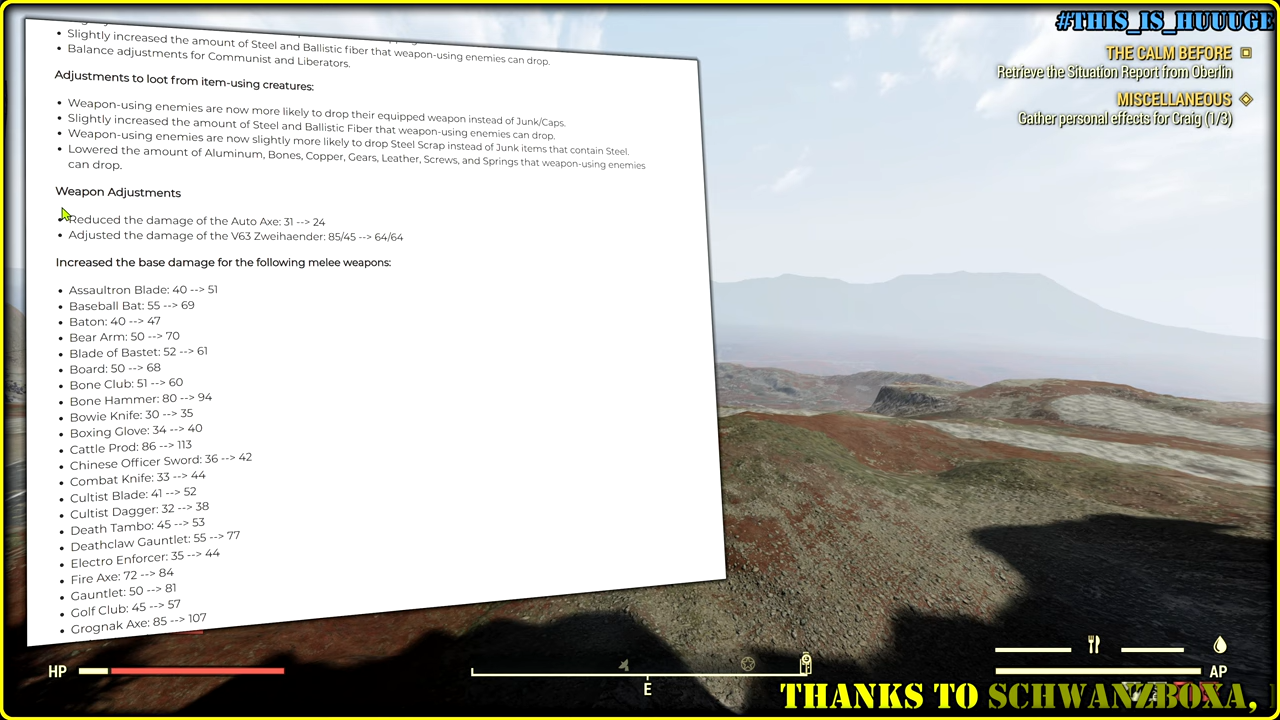 Slightly increased the amount of Steel and Ballistic fiber that weapon-using enemies can drop.
Balance adjustments for Communist and Liberators.
Adjustments to loot from item-using creatures:
Weapon-using enemies are now more likely to drop their equipped weapon instead of Junk/Caps.
Slightly increased the amount of Steel and Ballistic Fiber that weapon-using enemies can drop.
Weapon-using enemies are now slightly more likely to drop Steel Scrap instead of Junk items that contain Steel.
Lowered the amount of Aluminum, Bones, Copper, Gears, Leather, Screws, and Springs that weapon-using enemies
can drop.
Weapon Adjustments
Reduced the damage of the Auto Axe: 31 --> 24
Adjusted the damage of the V63 Zweihaender: 85/45 --> 64/64
Increased the base damage for the following melee weapons:
Assaultron Blade: 40 --> 51
Baseball Bat: 55 --> 69
Baton: 40 --> 47
Bear Arm: 50 --> 70
Blade of Bastet: 52 --> 61
Board: 50 --> 68
Bone Club: 51 --> 60
Bone Hammer: 80 --> 94
Bowie Knife: 30 --> 35
Boxing Glove: 34 --> 40
Cattle Prod: 86 --> 113
Chinese Officer Sword: 36 --> 42
Combat Knife: 33 --> 44
Cultist Blade: 41 --> 52
Cultist Dagger: 32 --> 38
Death Tambo: 45 --> 53
Deathclaw Gauntlet: 55 --> 77
Electro Enforcer: 35 --> 44
Fire Axe: 72 --> 84
Gauntlet: 50 --> 81
Golf Club: 45 --> 57
Grognak Axe: 85 --> 107
#THIS_IS_HUUUGE
THE CALM BEFORE
Retrieve the Situation Report from Oberlin
MISCELLANEOUS
Gather personal effects for Craig (1/3)
HP
E
AP
THANKS TO SCHWANZBOXA,